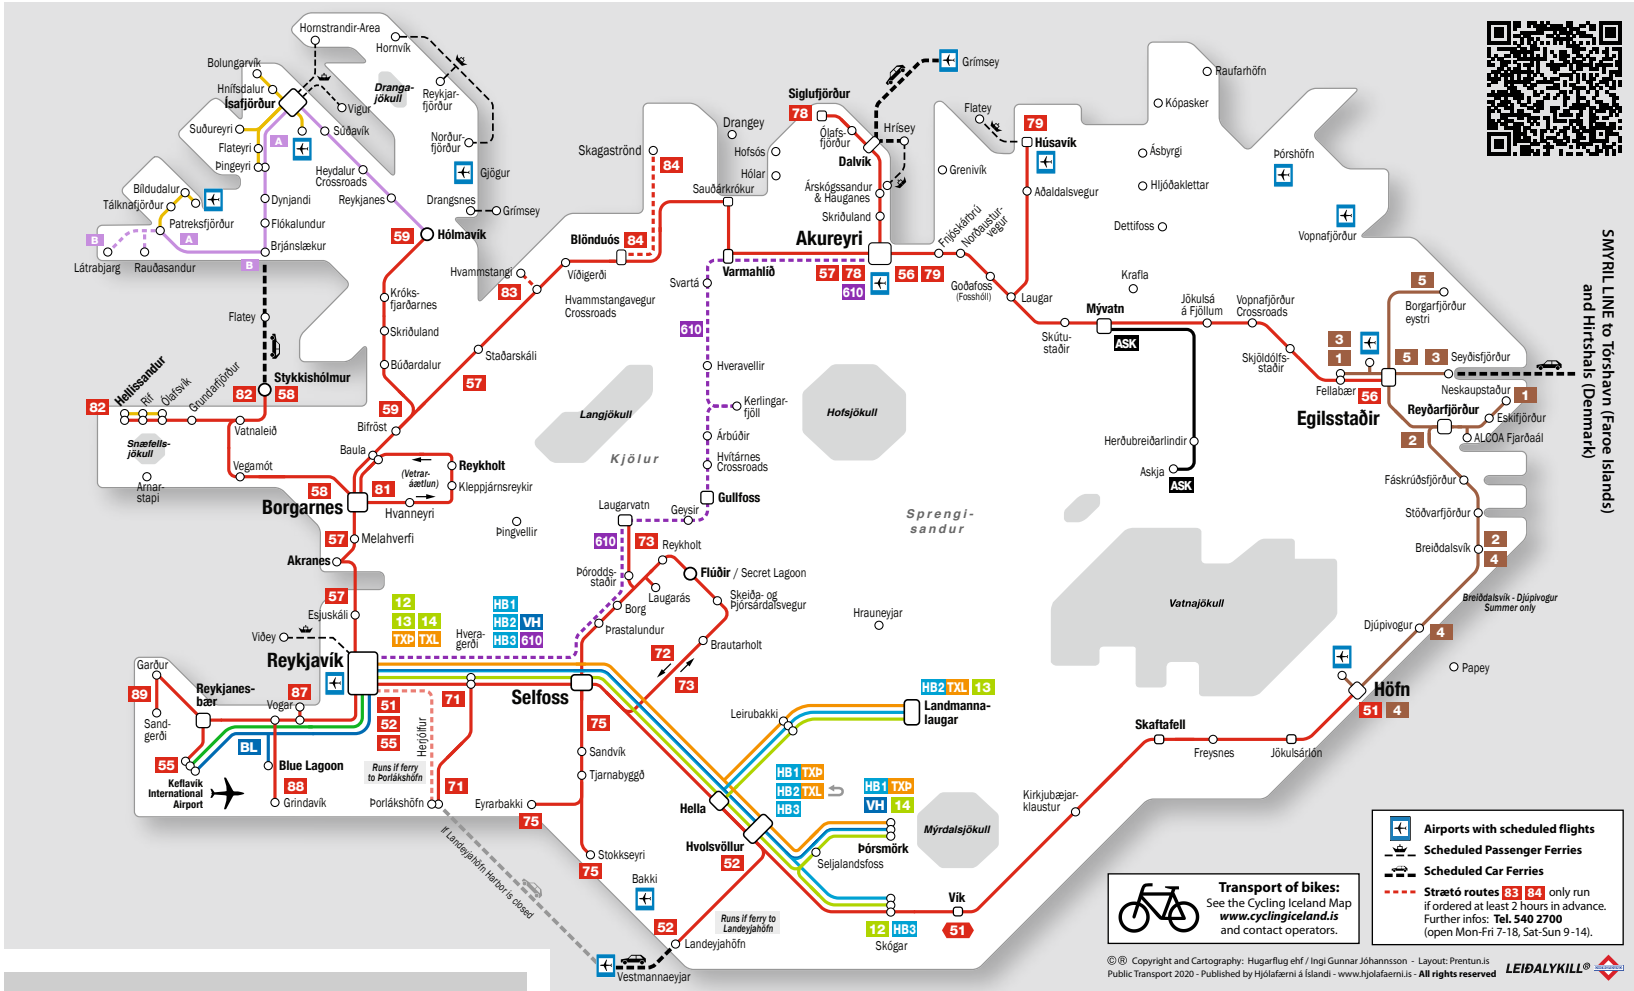 Hornstrandir-Area
Hornvík
Bolungarvík
Hnífsdalur
Ísafjörður
Vigur
Súðavík
Suðureyri
Flateyri
Þingeyri
A
Dranga-
jökull
Reykjar-
fjörður
Norður-
fjörður
Gjögur
Drangsnes
Grímsey
Heydalur
Crossroads
Reykjanes
Bíldudalur
Tálknafjörður
Patreksfjörður
Dynjandi
Flókalundur
Brjánslækur
B
A
B
Látrabjarg
Rauðasandur
Hólmavík
59
Króks-
fjarðarnes
Skriðuland
Búðardalur
59
Flatey
Stykkishólmur
82
58
Hellissandur
Rif
Ólafsvík
Grundarfjörður
82
Vatnaleið
Snæfells-
jökull
Arnar-
stapi
Vegamót
58
Borgarnes
81
Baula
Bifröst
(Vetrar-
áætlun)
Reykholt
Kleppjárnsreykir
Hvanneyri
57
Melahverfi
Akranes
57
Esjuskáli
Viðey
Reykjavík
Skagaströnd
84
Blönduós
84
Víðigerði
Hvammstangi
83
Hvammstangavegur
Crossroads
Staðarskáli
57
Drangey
Hofsós
Hólar
Sauðárkrókur
Varmahlíð
Siglufjörður
78
Ólafs-
fjörður
Dalvík
Hrísey
Grímsey
Árskógssandur
& Hauganes
Skriðuland
Akureyri
57
78
610
56
79
Grenivík
Fnjóskárbrú
Norðaustur-
vegur
Goðafoss
(Fosshóll)
Laugar
Flatey
79
Húsavík
Aðaldalsvegur
Raufarhöfn
Kópasker
Ásbyrgi
Hljóðaklettar
Dettifoss
Krafla
Þórshöfn
Vopnafjörður
Skútu-
staðir
Mývatn
ASK
Jökulsá
á Fjöllum
Vopnafjörður
Crossroads
Skjöldólfs-
staðir
Herðubreiðarlindir
Askja
ASK
5
Borgarfjörður
eystri
3
1
5
3
Seyðisfjörður
Fellabær
56
Egilsstaðir
Neskaupstaður
1
Reyðarfjörður
Eskifjörður
2
ALCOA Fjarðaál
Fáskrúðsfjörður
Stöðvarfjörður
Breiðdalsvík
2
4
Breiðdalsvík - Djúpivogur
Summer only
Djúpivogur
4
Papey
Höfn
51
4
SMYRIL LINE to Tórshavn (Faroe Islands)
and Hirtshals (Denmark)
Svartá
610
Hveravellir
Kerlingar-
fjöll
Árbúðir
Hvítárnes
Crossroads
Gullfoss
Geysir
Langjökull
Kjölur
Hofsjökull
Sprengi-
sandur
Vatnajökull
Hrauneyjar
Þingvellir
Laugarvatn
610
73
Reykholt
Þórodds-
staðir
Laugarás
Flúðir / Secret Lagoon
Skeiða- og
Þjórsárdalsvegur
Borg
Þrastalundur
Brautarholt
72
73
12
13
14
TXÞ
TXL
HB1
HB2
VH
HB3
610
Hvera-
gerði
Selfoss
71
Garður
89
Sand-
gerði
Reykjanes-
bær
87
Vogar
55
Keflavík
International
Airport
BL
Blue Lagoon
88
Grindavík
51
52
55
Herjólfur
Runs if ferry
to Þorlákshöfn
71
Þorlákshöfn
If Landeyjahöfn Harbor is closed
75
Sandvík
Tjarnabyggð
Eyrarbakki
75
Stokkseyri
75
Bakki
52
Landeyjahöfn
Vestmannaeyjar
Runs if ferry to
Landeyjahöfn
Leirubakki
HB2
TXL
13
Landmanna-
laugar
Hella
Hvolsvöllur
52
HB1
TXÞ
HB2
TXL
HB3
HB1
TXÞ
VH
14
Þórsmörk
Seljalandsfoss
Mýrdalsjökull
12
HB3
Skógar
Vík
51
Kirkjubæjar-
klaustur
Skaftafell
Freysnes
Jökulsárlón
Transport of bikes:
See the Cycling Iceland Map
www.cyclingiceland.is
and contact operators.
Airports with scheduled flights
Scheduled Passenger Ferries
Scheduled Car Ferries
Strætó routes 83 84 only run
if ordered at least 2 hours in advance.
Further infos: Tel. 540 2700
(open Mon-Fri 7-18, Sat-Sun 9-14).
© ® Copyright and Cartography: Hugarflug ehf / Ingi Gunnar Jóhannsson - Layout: Prentun.is
Public Transport 2020 - Published by Hjólafærni á Íslandi - www.hjolafaerni.is - All rights reserved
LEIÐALYKILL®